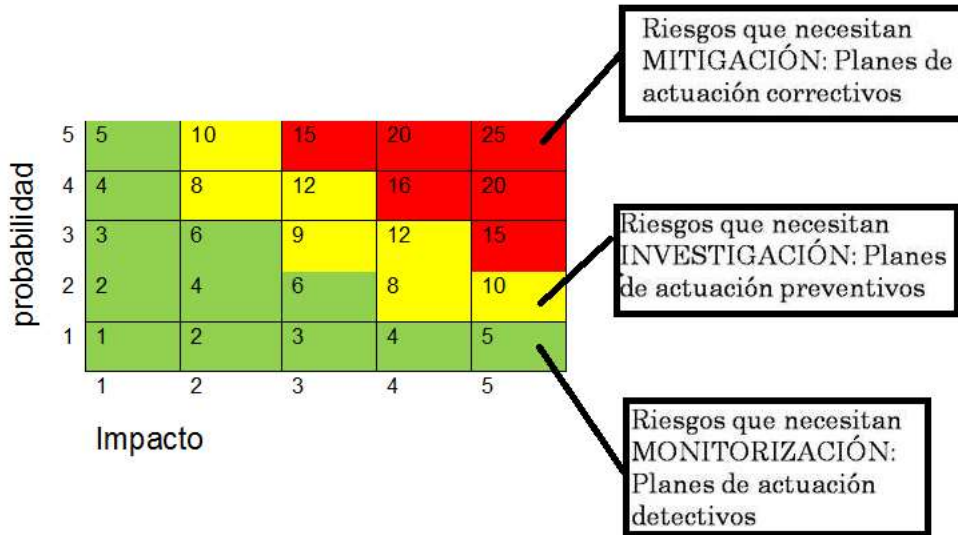 Riesgos que necesitan
MITIGACIÓN: Planes de
actuación correctivos
probabilidad
5 5 10 15 20 25
4 4 8 12 16 20
3 3 6 9 12 15
2 2 4 6 8 10
1 1 2 3 4 5
1 2 3 4 5
Impacto
Riesgos que necesitan
INVESTIGACIÓN: Planes
de actuación preventivos
Riesgos que necesitan
MONITORIZACIÓN:
Planes de actuación
detectivos